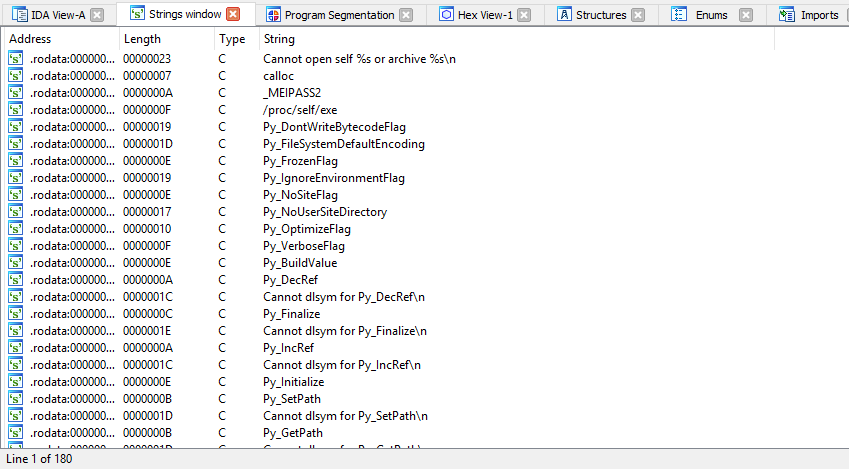 IDA View-A Strings window Program Segmentation Hex View-1 Structures Enums Imports
Address Length Type String
.rodata:000000... 00000023 C Cannot open self %s or archive %s\n
.rodata:000000... 00000007 C calloc
.rodata:000000... 0000000A C _MEIPASS2
.rodata:000000... 0000000F C /proc/self/exe
.rodata:000000... 00000019 C Py_DontWriteBytecodeFlag
.rodata:000000... 0000001D C Py_FileSystemDefaultEncoding
.rodata:000000... 0000000E C Py_FrozenFlag
.rodata:000000... 00000019 C Py_IgnoreEnvironmentFlag
.rodata:000000... 0000000E C Py_NoSiteFlag
.rodata:000000... 00000017 C Py_NoUserSiteDirectory
.rodata:000000... 00000010 C Py_OptimizeFlag
.rodata:000000... 0000000F C Py_VerboseFlag
.rodata:000000... 0000000E C Py_BuildValue
.rodata:000000... 0000000A C Py_DecRef
.rodata:000000... 0000001C C Cannot dlsym for Py_DecRef\n
.rodata:000000... 0000000C C Py_Finalize
.rodata:000000... 0000001E C Cannot dlsym for Py_Finalize\n
.rodata:000000... 0000000A C Py_IncRef
.rodata:000000... 0000001C C Cannot dlsym for Py_IncRef\n
.rodata:000000... 0000000E C Py_Initialize
.rodata:000000... 0000000B C Py_SetPath
.rodata:000000... 0000001D C Cannot dlsym for Py_SetPath\n
.rodata:000000... 0000000B C Py_GetPath
Line 1 of 180